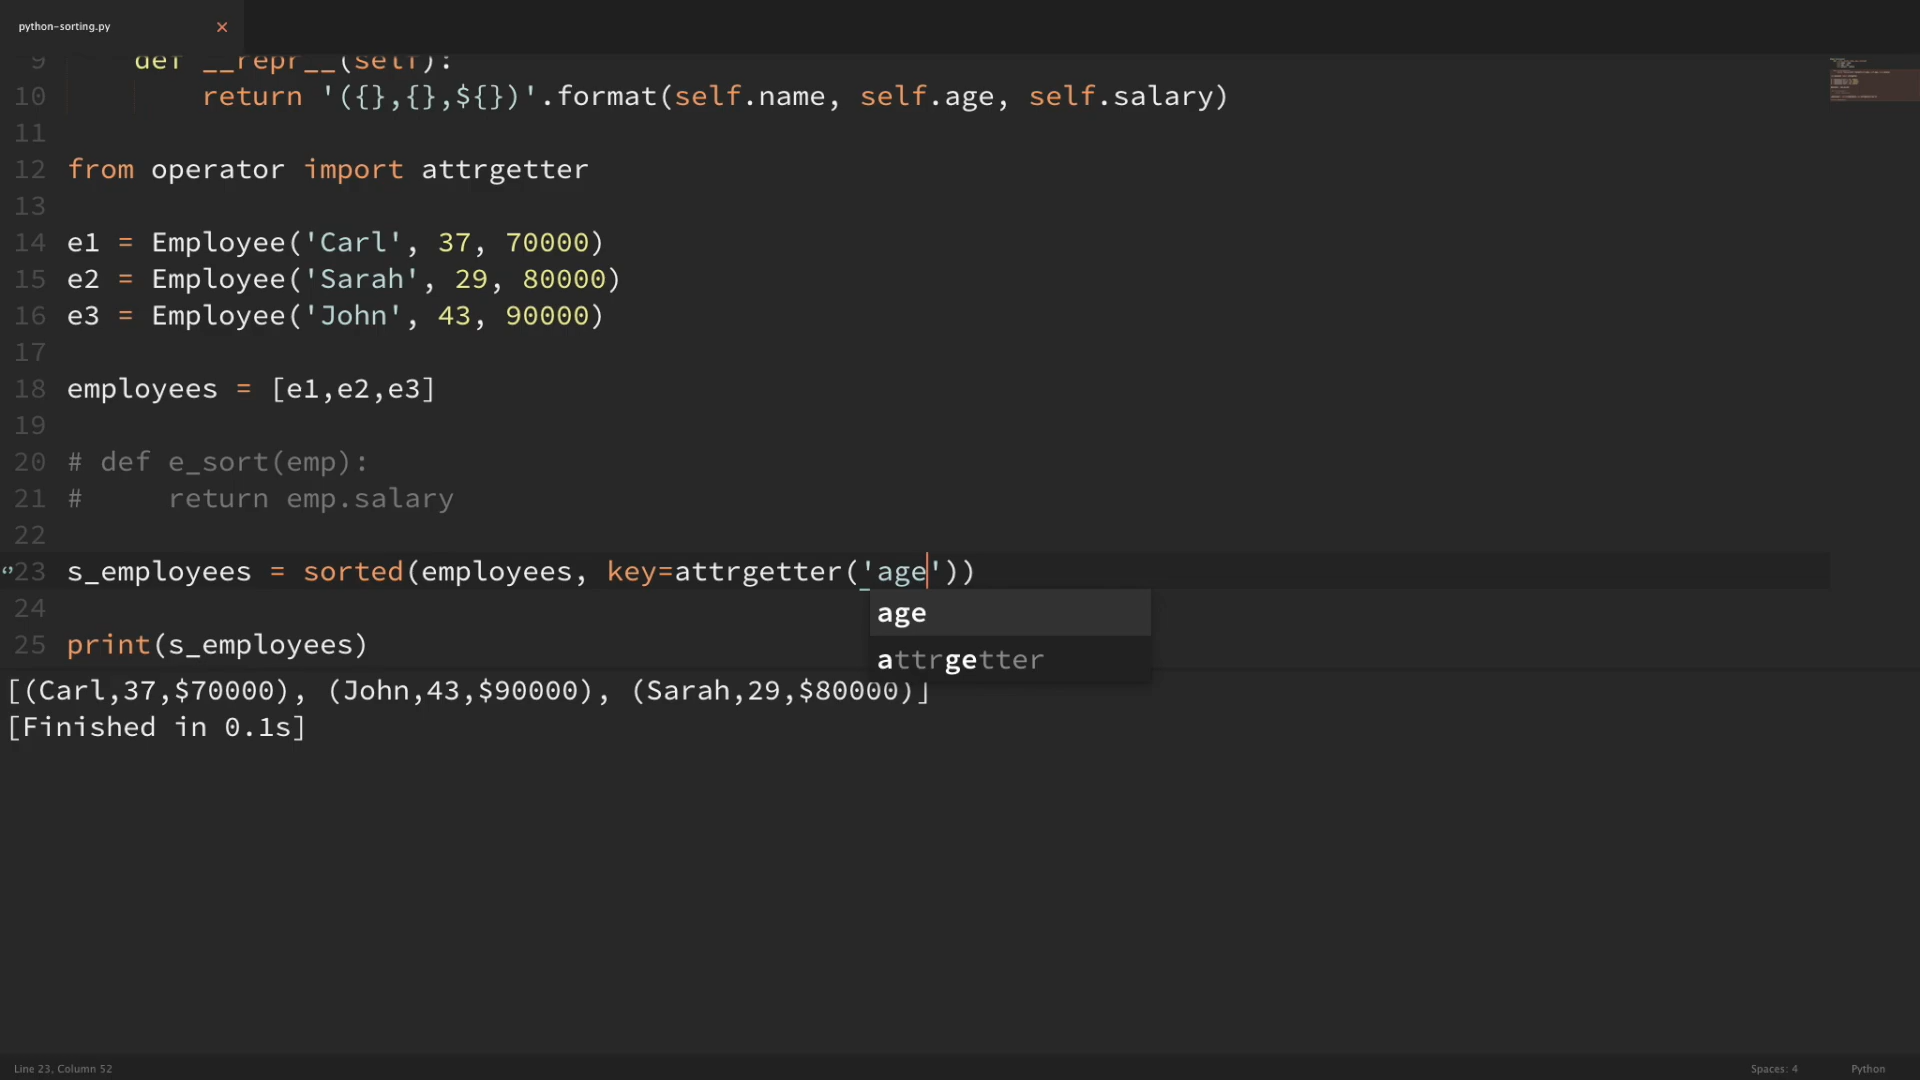 python-sorting.py ×
9 def __repr__(self):
10 return '({},{},${})'.format(self.name, self.age, self.salary)
11
12 from operator import attrgetter
13
14 e1 = Employee('Carl', 37, 70000)
15 e2 = Employee('Sarah', 29, 80000)
16 e3 = Employee('John', 43, 90000)
17
18 employees = [e1,e2,e3]
19
20 # def e_sort(emp):
21 #     return emp.salary
22
23 s_employees = sorted(employees, key=attrgetter('age'))
age
24
attrgetter
25 print(s_employees)
[(Carl,37,$70000), (John,43,$90000), (Sarah,29,$80000)]
[Finished in 0.1s]
Line 23, Column 52
Spaces: 4
Python